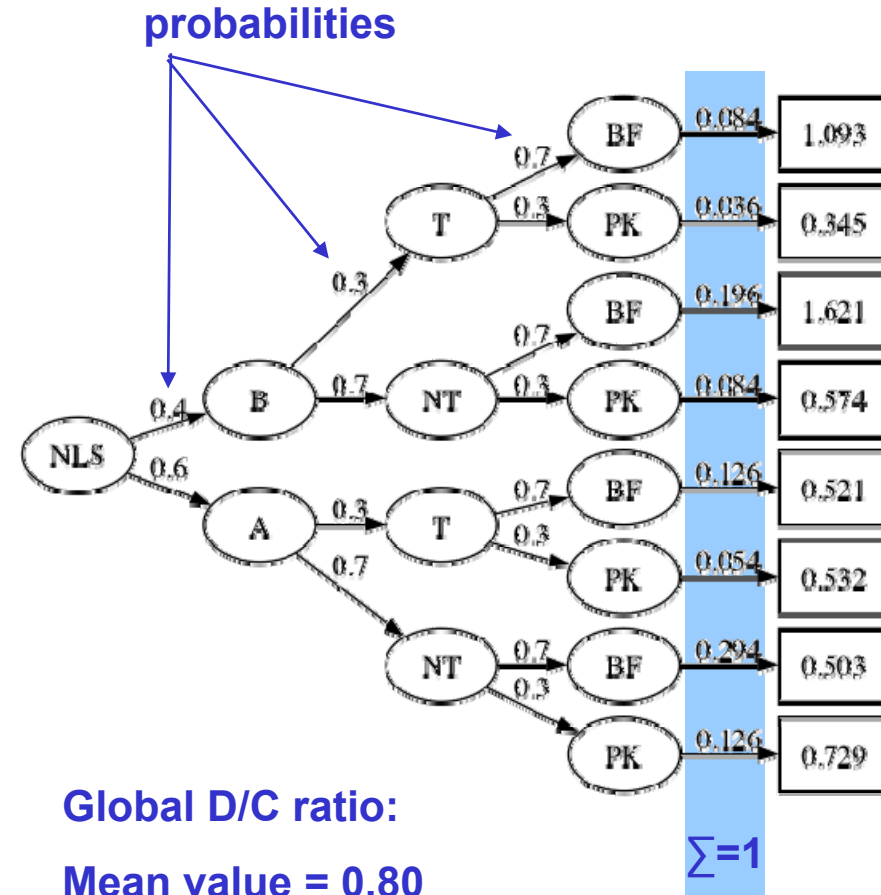 probabilities
BF 0.084 1.093
0.7
T 0.3 PK 0.036 0.345
0.3
BF 0.196 1.621
0.7
B 0.7 NT 0.3 PK 0.084 0.574
0.4
NLS
0.6
BF 0.126 0.521
0.7
A 0.3 T
0.3
PK 0.054 0.532
0.7
NT 0.7 BF 0.294 0.503
0.3
PK 0.126 0.729
Global D/C ratio:
∑=1
Mean value = 0.80